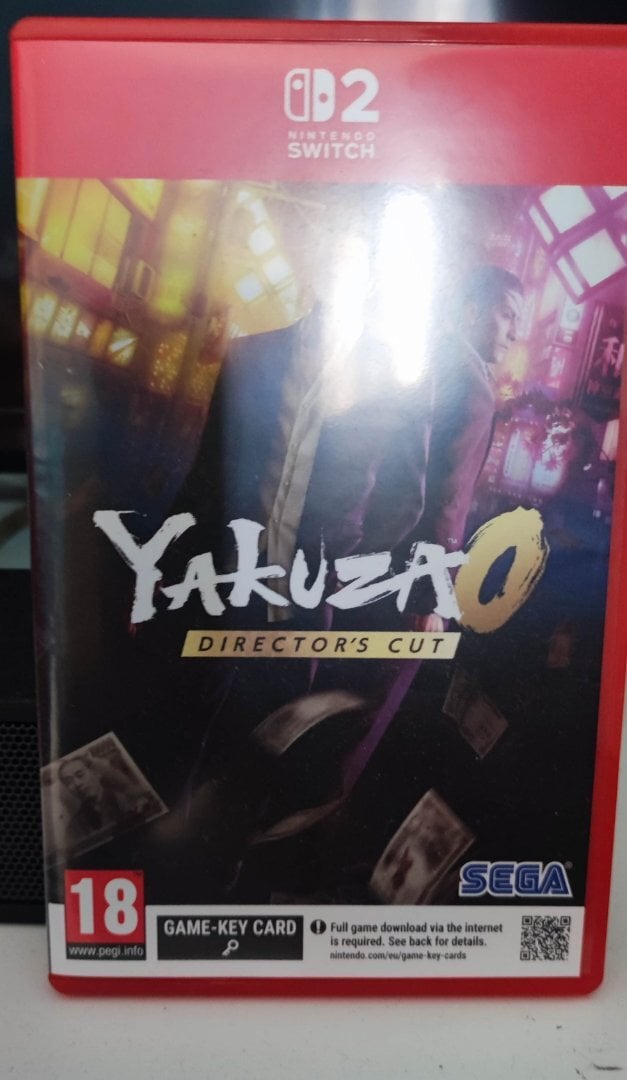 2
NINTENDO
SWITCH
YAKUZA0
DIRECTOR'S CUT
SEGA
18
www.pegi.info
GAME-KEY CARD
Full game download via the internet
is required. See back for details.
nintendo.com/eu/game-key-cards